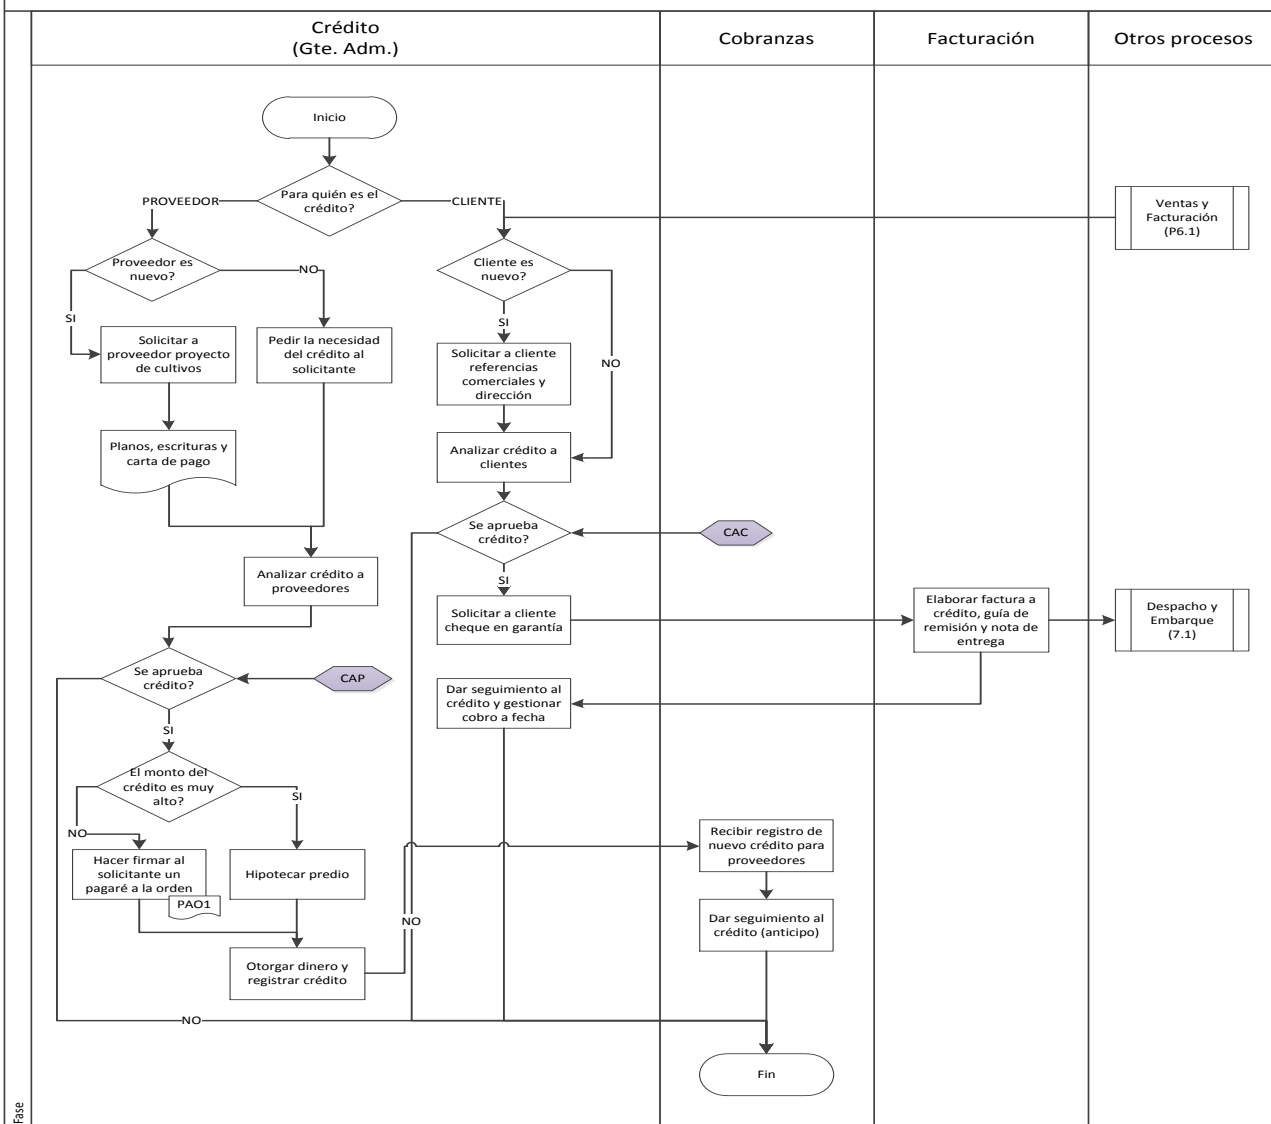 Crédito
(Gte. Adm.)
Cobranzas
Facturación
Otros procesos
Inicio
Para quién es el
crédito?
PROVEEDOR
CLIENTE
Ventas y
Facturación
(P6.1)
Proveedor es
nuevo?
NO
SI
Cliente es
nuevo?
SI
NO
Solicitar a
proveedor proyecto
de cultivos
Pedir la necesidad
del crédito al
solicitante
Solicitar a cliente
referencias
comerciales y
dirección
Planos, escrituras y
carta de pago
Analizar crédito a
clientes
Se aprueba
crédito?
CAC
SI
Analizar crédito a
proveedores
Solicitar a cliente
cheque en garantía
Elaborar factura a
crédito, guía de
remisión y nota de
entrega
Despacho y
Embarque
(7.1)
Se aprueba
crédito?
CAP
Dar seguimiento al
crédito y gestionar
cobro a fecha
SI
El monto del
crédito es muy
alto?
SI
NO
Hacer firmar al
solicitante un
pagaré a la orden
PAO1
Hipotecar predio
Recibir registro de
nuevo crédito para
proveedores
NO
Dar seguimiento al
crédito (anticipo)
Otorgar dinero y
registrar crédito
NO
Fin
Fase